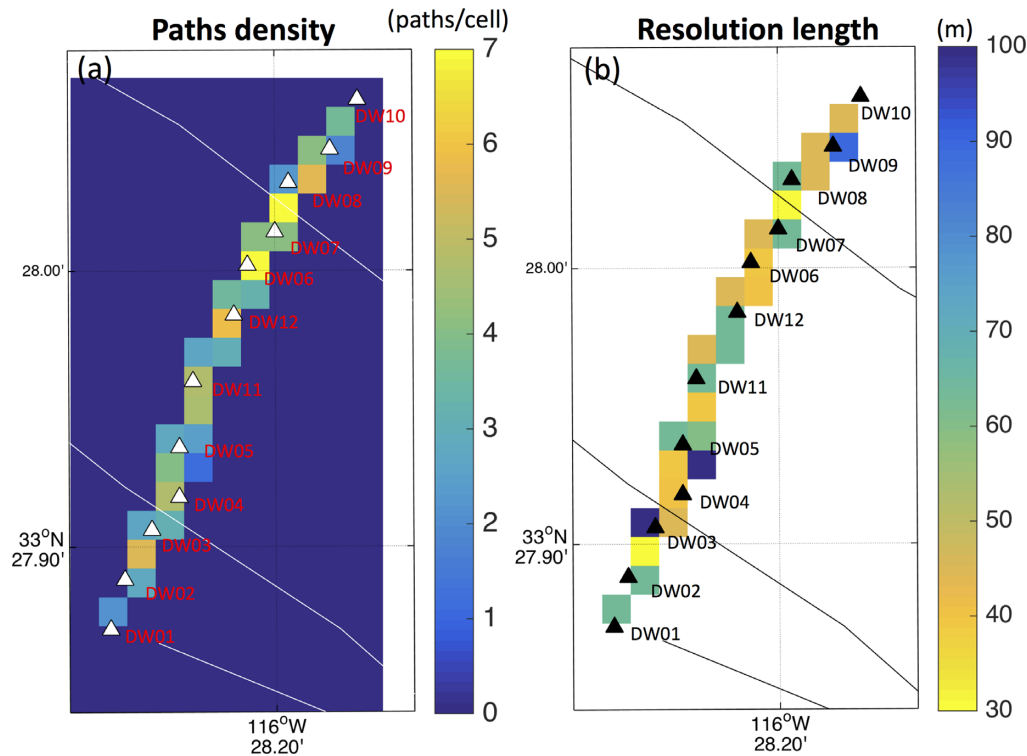 Paths density
(paths/cell)
(a)
DW10
DW09
DW08
DW07
28.00'
DW06
DW12
DW11
DW05
DW04
33°N
27.90'
DW03
DW02
DW01
116°W
28.20'
7
6
5
4
3
2
1
0
Resolution length
(m)
(b)
DW10
DW09
DW08
DW07
28.00'
DW06
DW12
DW11
DW05
DW04
33°N
27.90'
DW03
DW02
DW01
116°W
28.20'
100
90
80
70
60
50
40
30